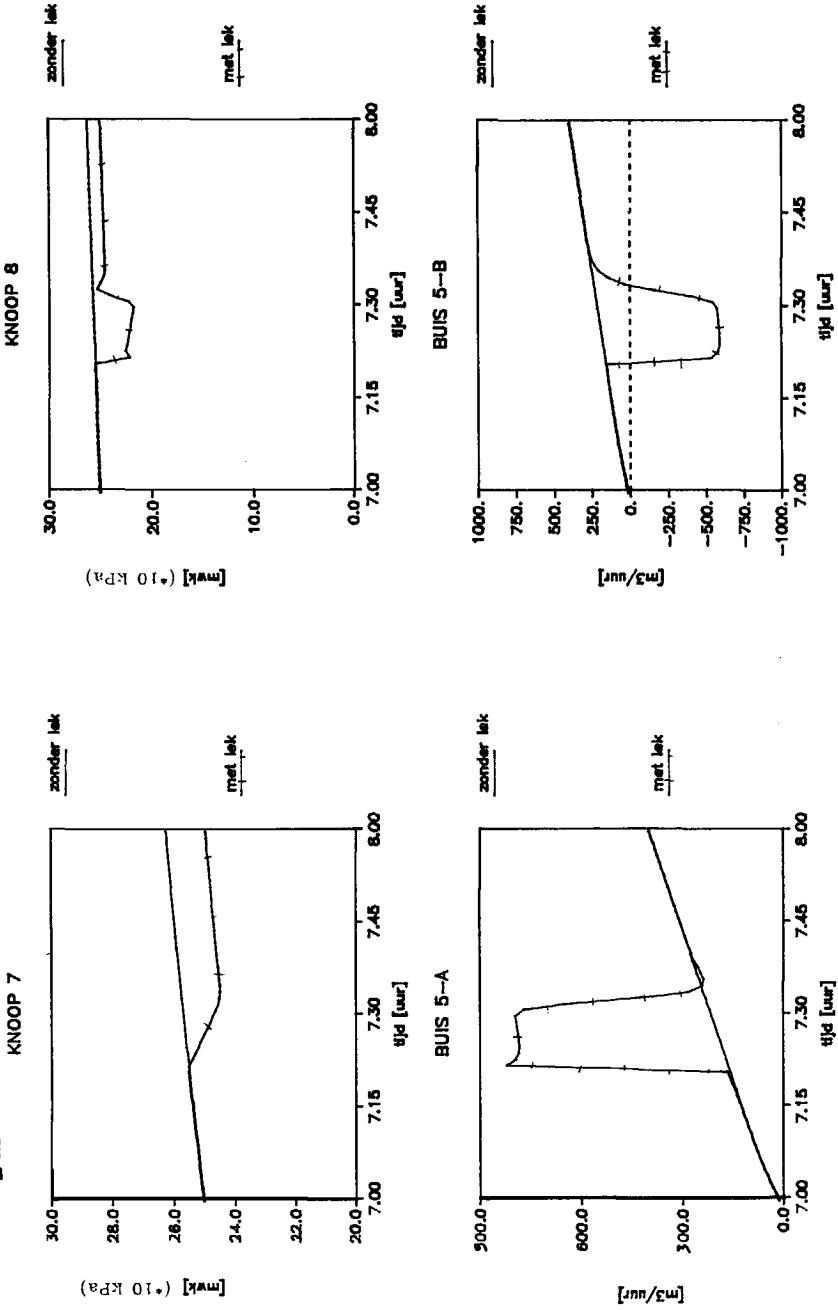 KNOOP 7
[mwk] (*10 kPa)
30.0
28.0
26.0
24.0
22.0
20.0
7.00 7.15 7.30 7.45 8.00
tijd [uur]
zonder lek
met lek
KNOOP 8
[mwk] (*10 kPa)
30.0
20.0
10.0
0.0
7.00 7.15 7.30 7.45 8.00
tijd [uur]
zonder lek
met lek
BUIS 5-A
[m3/uur]
900.0
600.0
300.0
0.0
7.00 7.15 7.30 7.45 8.00
tijd [uur]
zonder lek
met lek
BUIS 5-B
[m3/uur]
1000.
750.
500.
250.
0.
-250.
-500.
-750.
-1000.
7.00 7.15 7.30 7.45 8.00
tijd [uur]
zonder lek
met lek